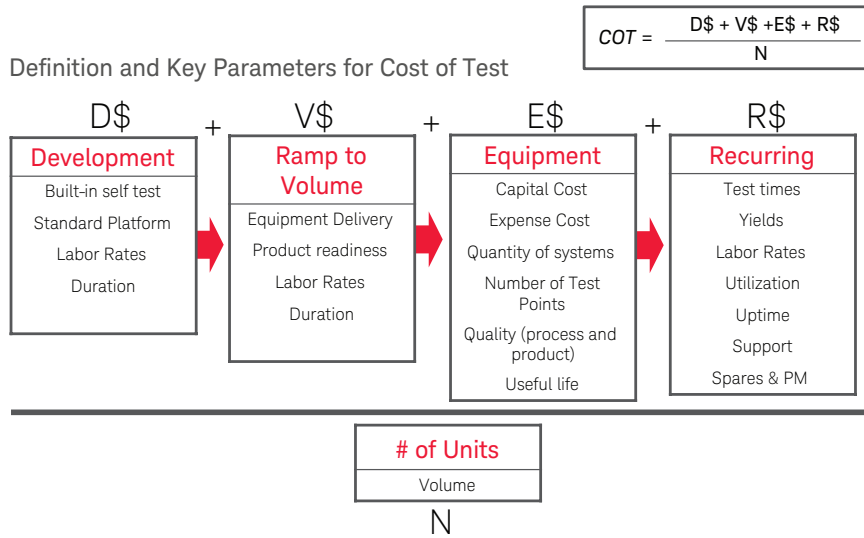 COT = D$ + V$ +E$ + R$
N
Definition and Key Parameters for Cost of Test
D$ + V$ + E$ + R$
Development
Built-in self test
Standard Platform
Labor Rates
Duration
Ramp to
Volume
Equipment Delivery
Product readiness
Labor Rates
Duration
Equipment
Capital Cost
Expense Cost
Quantity of systems
Number of Test
Points
Quality (process and
product)
Useful life
Recurring
Test times
Yields
Labor Rates
Utilization
Uptime
Support
Spares & PM
# of Units
Volume
N